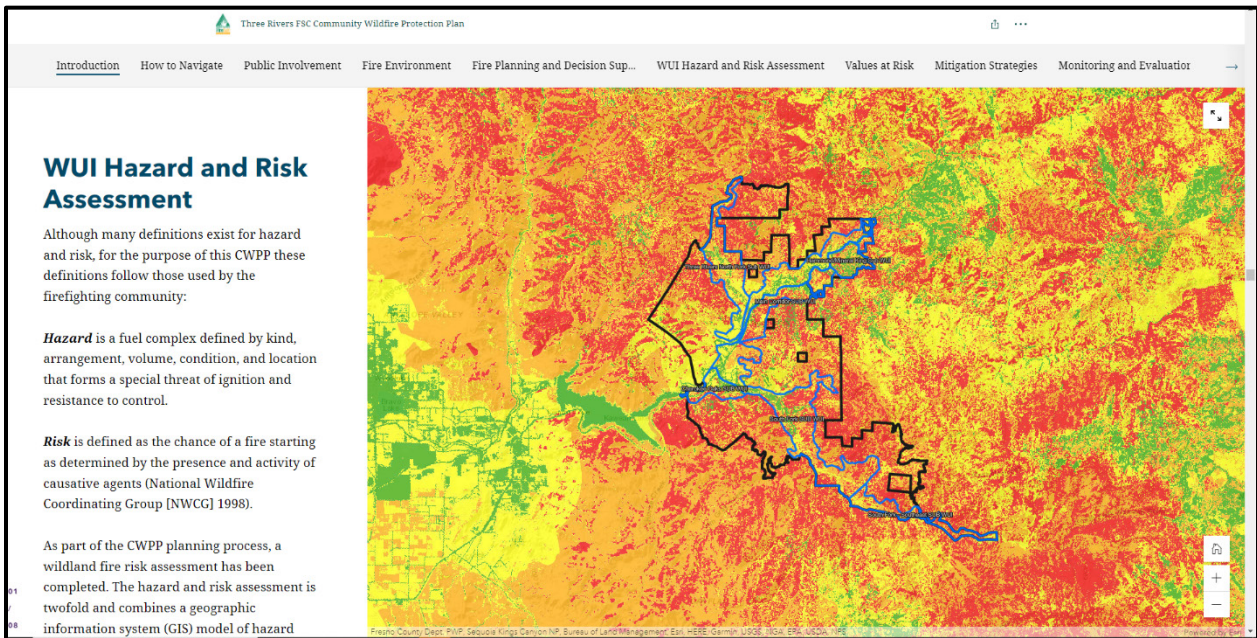 Three Rivers FSC Community Wildfire Protection Plan
Introduction How to Navigate Public Involvement Fire Environment Fire Planning and Decision Sup... WUI Hazard and Risk Assessment Values at Risk Mitigation Strategies Monitoring and Evaluation
WUI Hazard and Risk
Assessment
Although many definitions exist for hazard
and risk, for the purpose of this CWPP these
definitions follow those used by the
firefighting community:
Hazard is a fuel complex defined by kind,
arrangement, volume, condition, and location
that forms a special threat of ignition and
resistance to control.
Risk is defined as the chance of a fire starting
as determined by the presence and activity of
causative agents (National Wildfire
Coordinating Group [NWCG] 1998).
As part of the CWPP planning process, a
wildland fire risk assessment has been
completed. The hazard and risk assessment is
twofold and combines a geographic
information system (GIS) model of hazard
01
/
08
Fresno County Dept. PWP, Sequoia Kings Canyon NP, Bureau of Land Management, Esri, HERE, Garmin, USGS, NGA, EPA, USDA, NPS
Powered by Esri